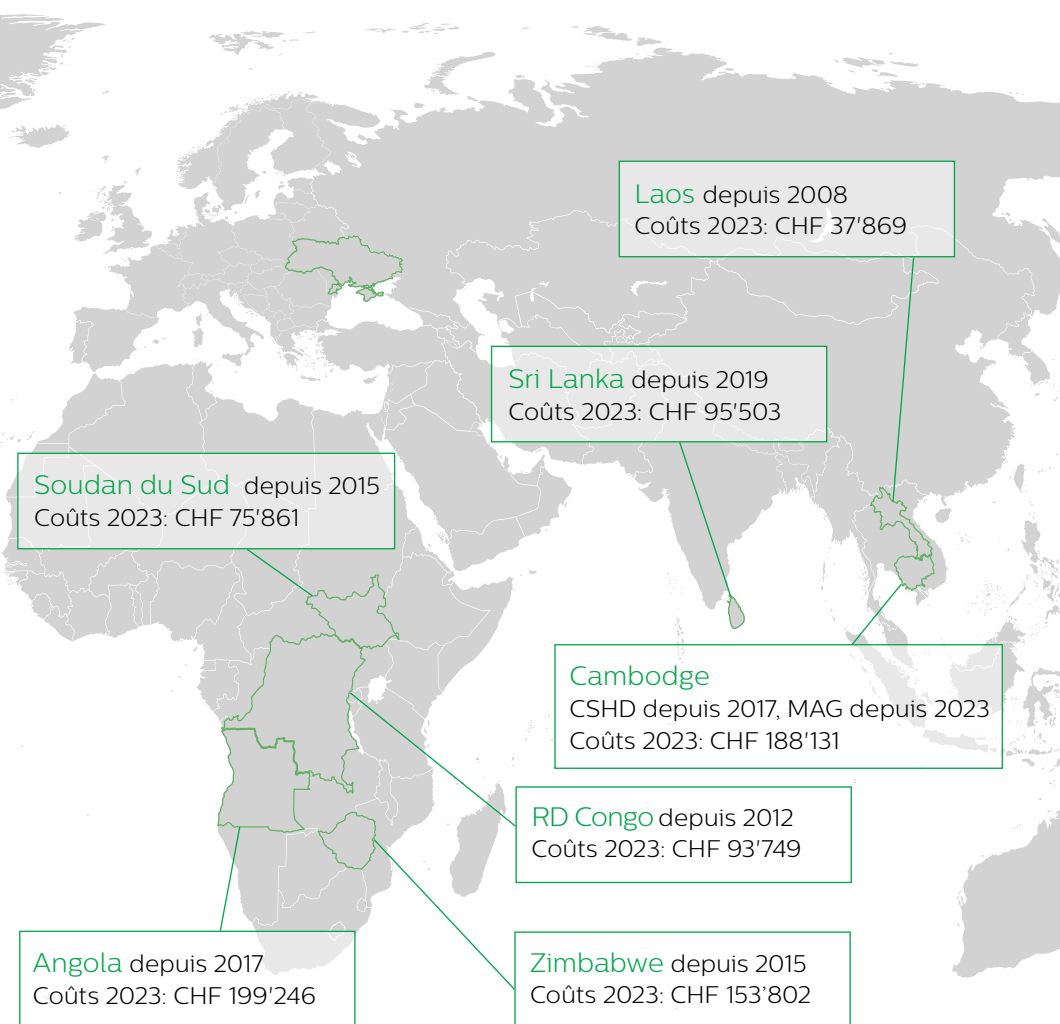 Laos depuis 2008
Coûts 2023: CHF 37'869
Sri Lanka depuis 2019
Coûts 2023: CHF 95'503
Soudan du Sud depuis 2015
Coûts 2023: CHF 75'861
Cambodge
CSHD depuis 2017, MAG depuis 2023
Coûts 2023: CHF 188'131
RD Congo depuis 2012
Coûts 2023: CHF 93'749
Angola depuis 2017
Coûts 2023: CHF 199'246
Zimbabwe depuis 2015
Coûts 2023: CHF 153’802